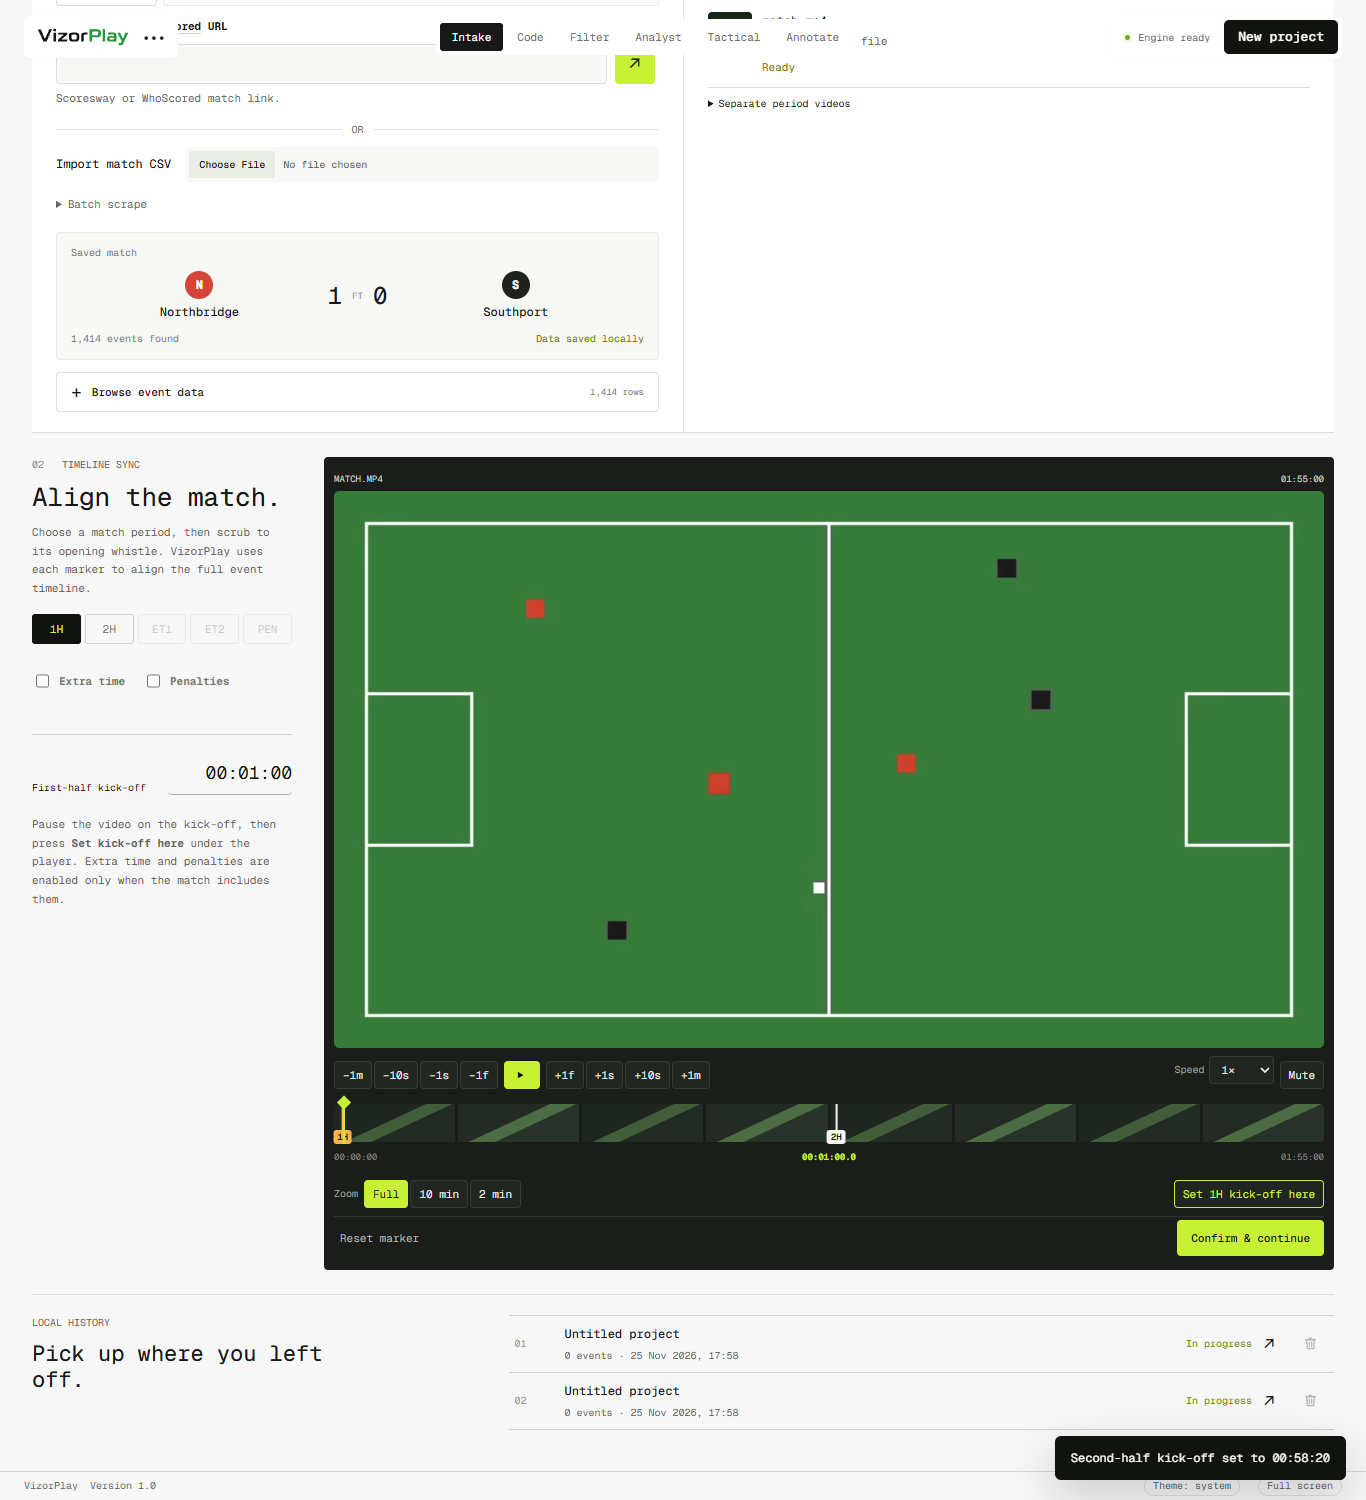 VizorPlay
ored URL
Intake
Code
Filter
Analyst
Tactical
Annotate
file
Engine ready
New project
Scoresway or WhoScored match link.
Ready
Separate period videos
OR
Import match CSV
Choose File
No file chosen
Batch scrape
Saved match
N
S
1 FT 0
Northbridge
Southport
1,414 events found
Data saved locally
+ Browse event data
1,414 rows
02 TIMELINE SYNC
Align the match.
Choose a match period, then scrub to
its opening whistle. VizorPlay uses
each marker to align the full event
timeline.
1H
2H
ET1
ET2
PEN
Extra time
Penalties
First-half kick-off
00:01:00
Pause the video on the kick-off, then
press Set kick-off here under the
player. Extra time and penalties are
enabled only when the match includes
them.
MATCH.MP4
01:55:00
−1m
−10s
−1s
−1f
+1f
+1s
+10s
+1m
Speed
1×
Mute
1H
2H
00:00:00
00:01:00.0
01:55:00
Zoom
Full
10 min
2 min
Set 1H kick-off here
Reset marker
Confirm & continue
LOCAL HISTORY
Pick up where you left
off.
01
Untitled project
0 events · 25 Nov 2026, 17:58
In progress
02
Untitled project
0 events · 25 Nov 2026, 17:58
In progress
Second-half kick-off set to 00:58:20
VizorPlay Version 1.0
Theme: system
Full screen